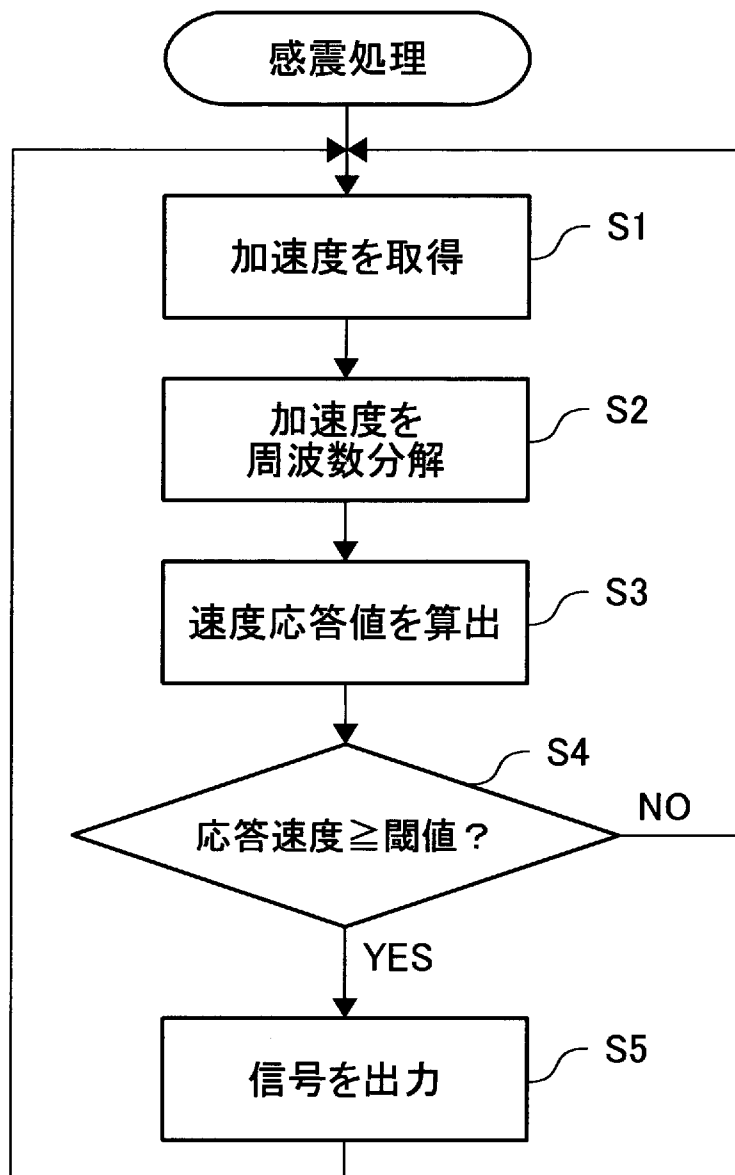 感震処理
S1
加速度を取得
S2
加速度を
周波数分解
S3
速度応答値を算出
S4
応答速度≧閾値?
NO
YES
S5
信号を出力